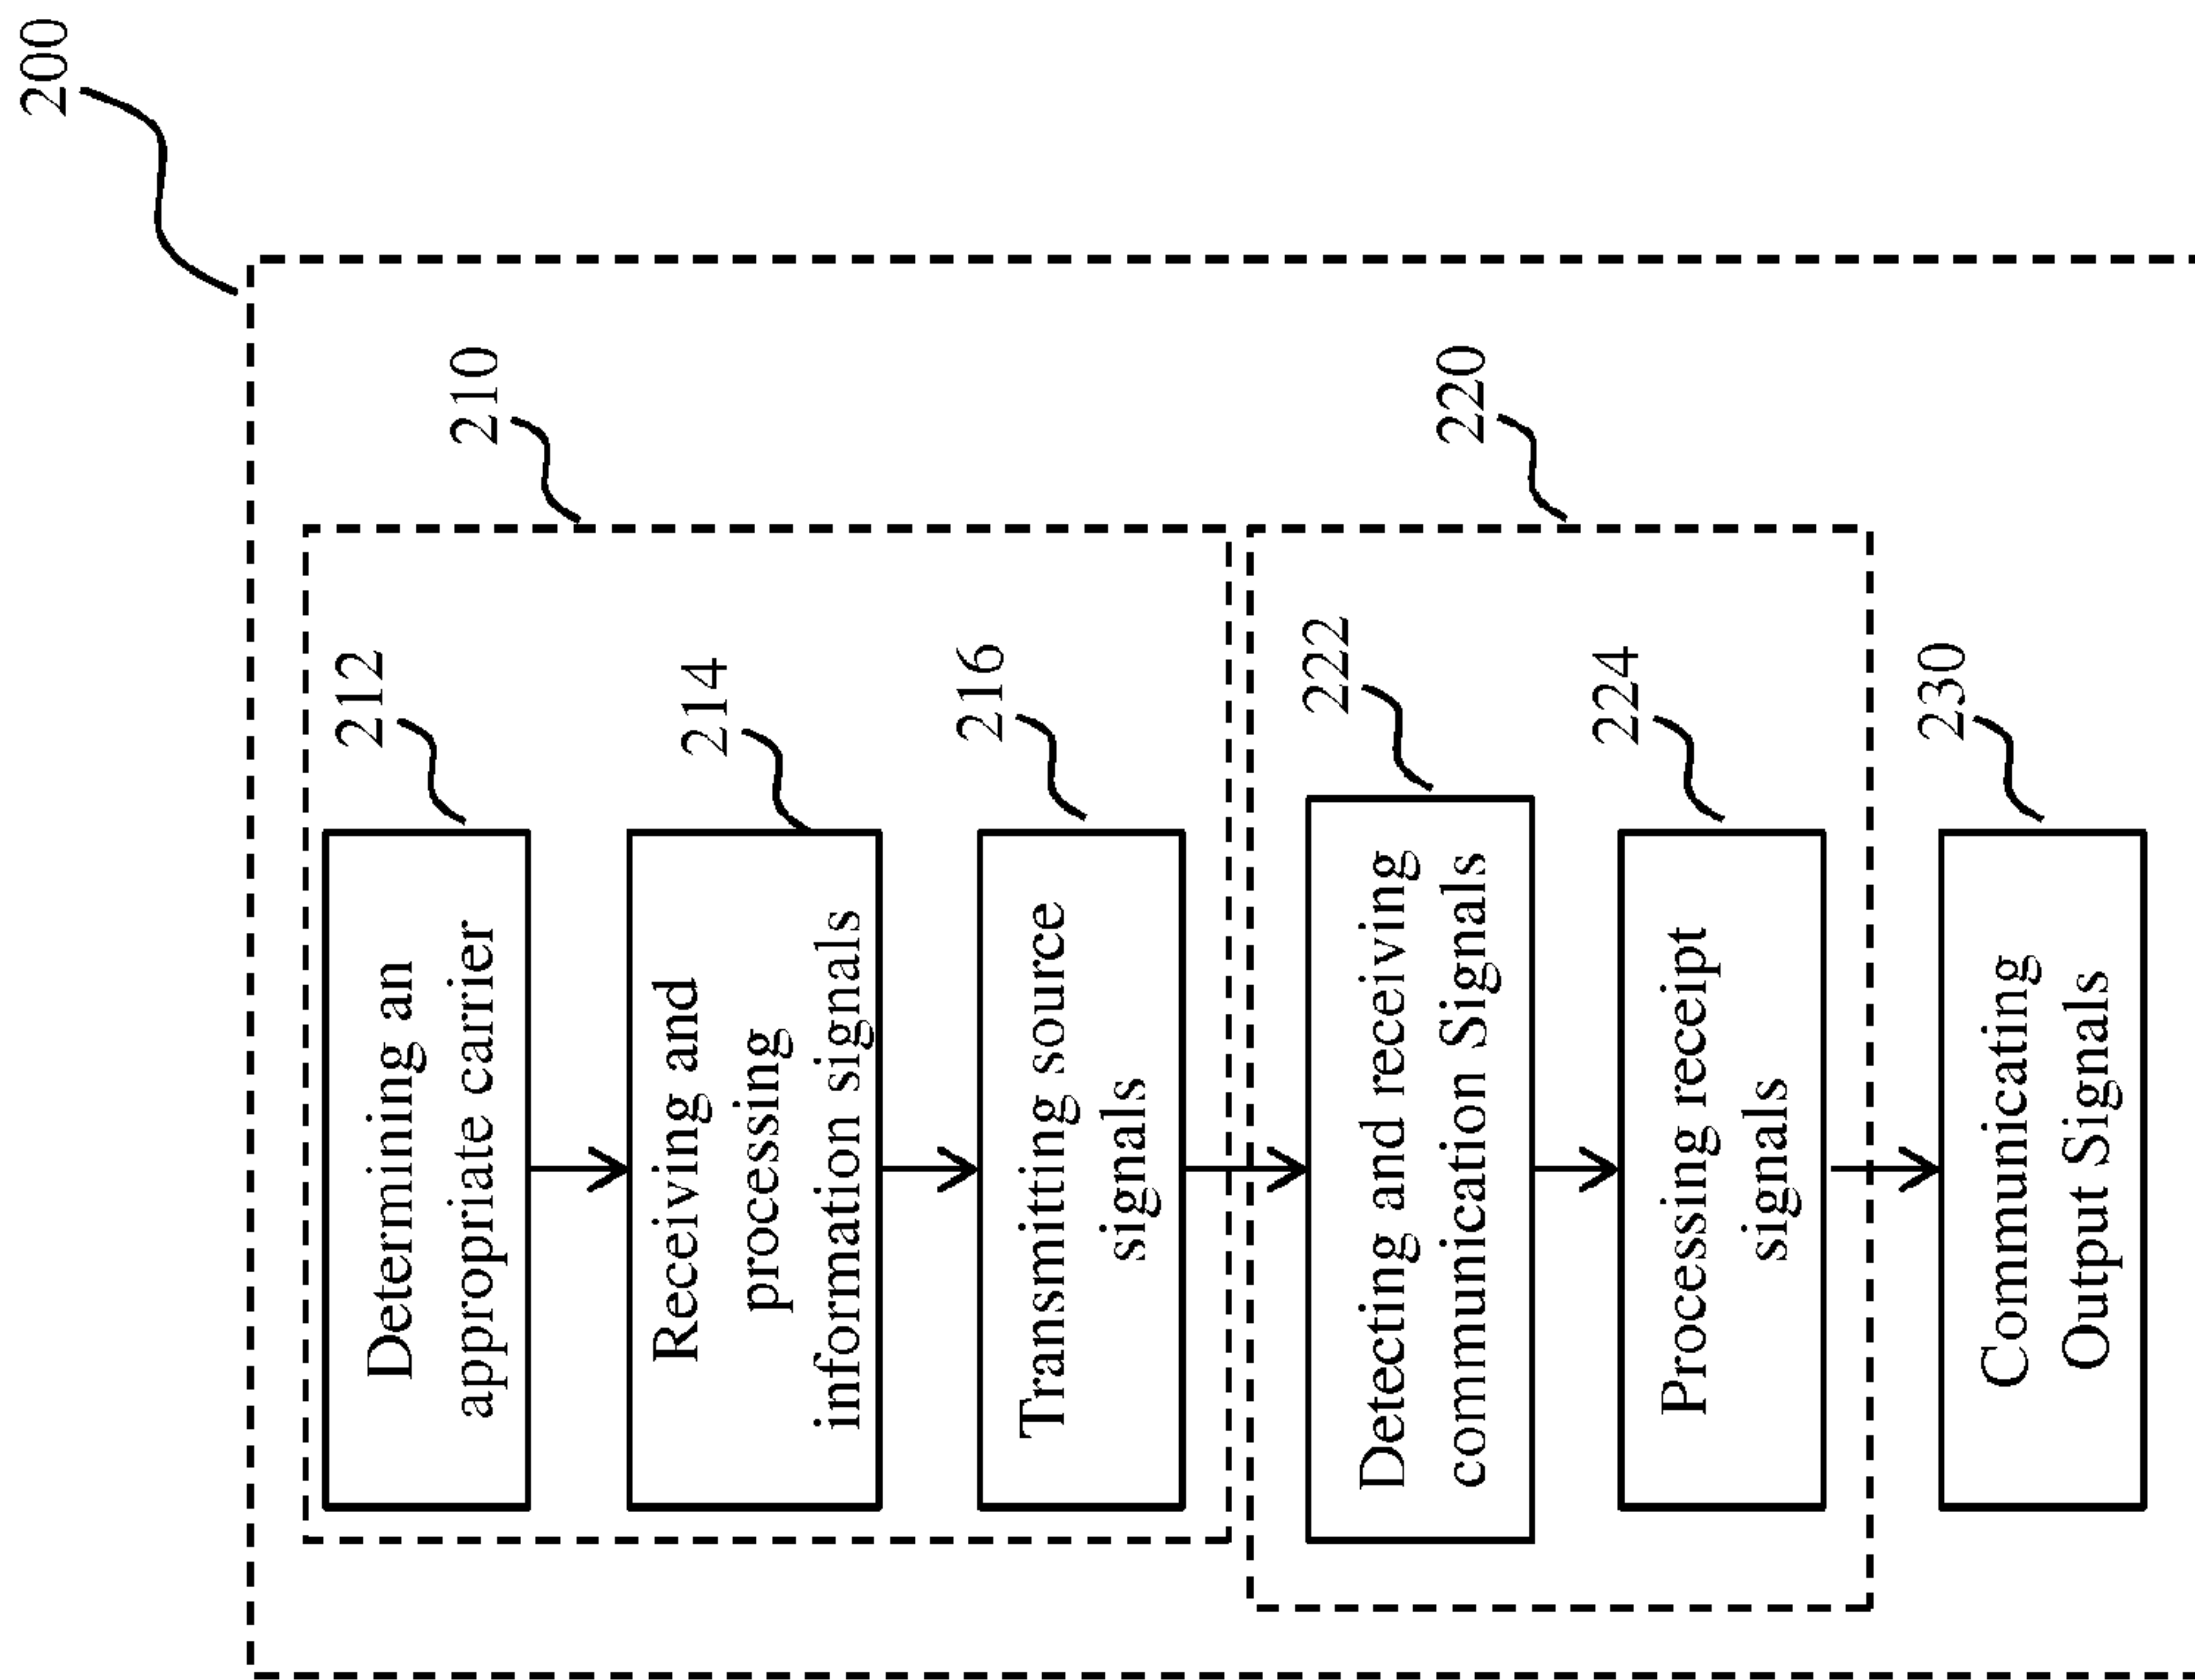 200
210
212
Determining an
appropriate carrier
214
Receiving and
processing
information signals
216
Transmitting source
signals
220
222
Detecting and receiving
communication Signals
224
Processing receipt
signals
230
Communicating
Output Signals